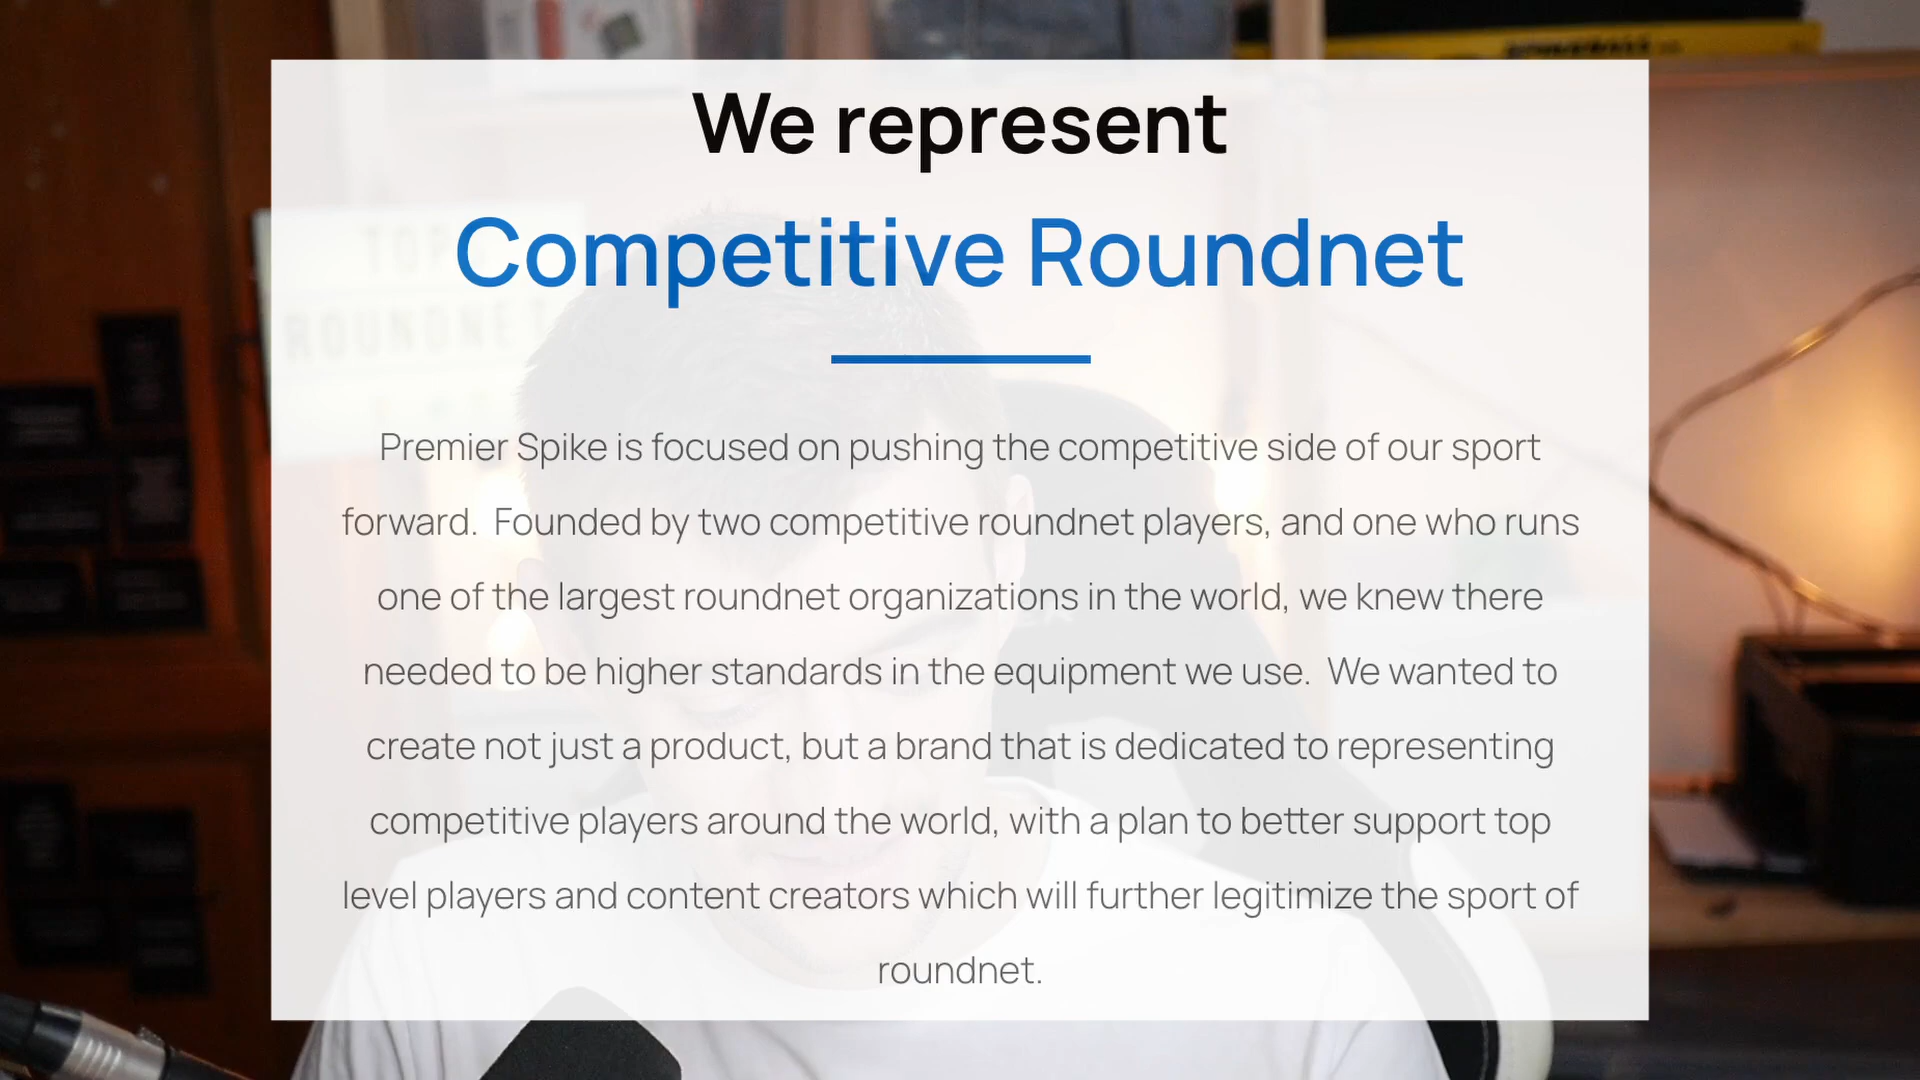 We represent
Competitive Roundnet
Premier Spike is focused on pushing the competitive side of our sport
forward.  Founded by two competitive roundnet players, and one who runs
one of the largest roundnet organizations in the world, we knew there
needed to be higher standards in the equipment we use.  We wanted to
create not just a product, but a brand that is dedicated to representing
competitive players around the world, with a plan to better support top
level players and content creators which will further legitimize the sport of
roundnet.
TOP
ROUNDNET